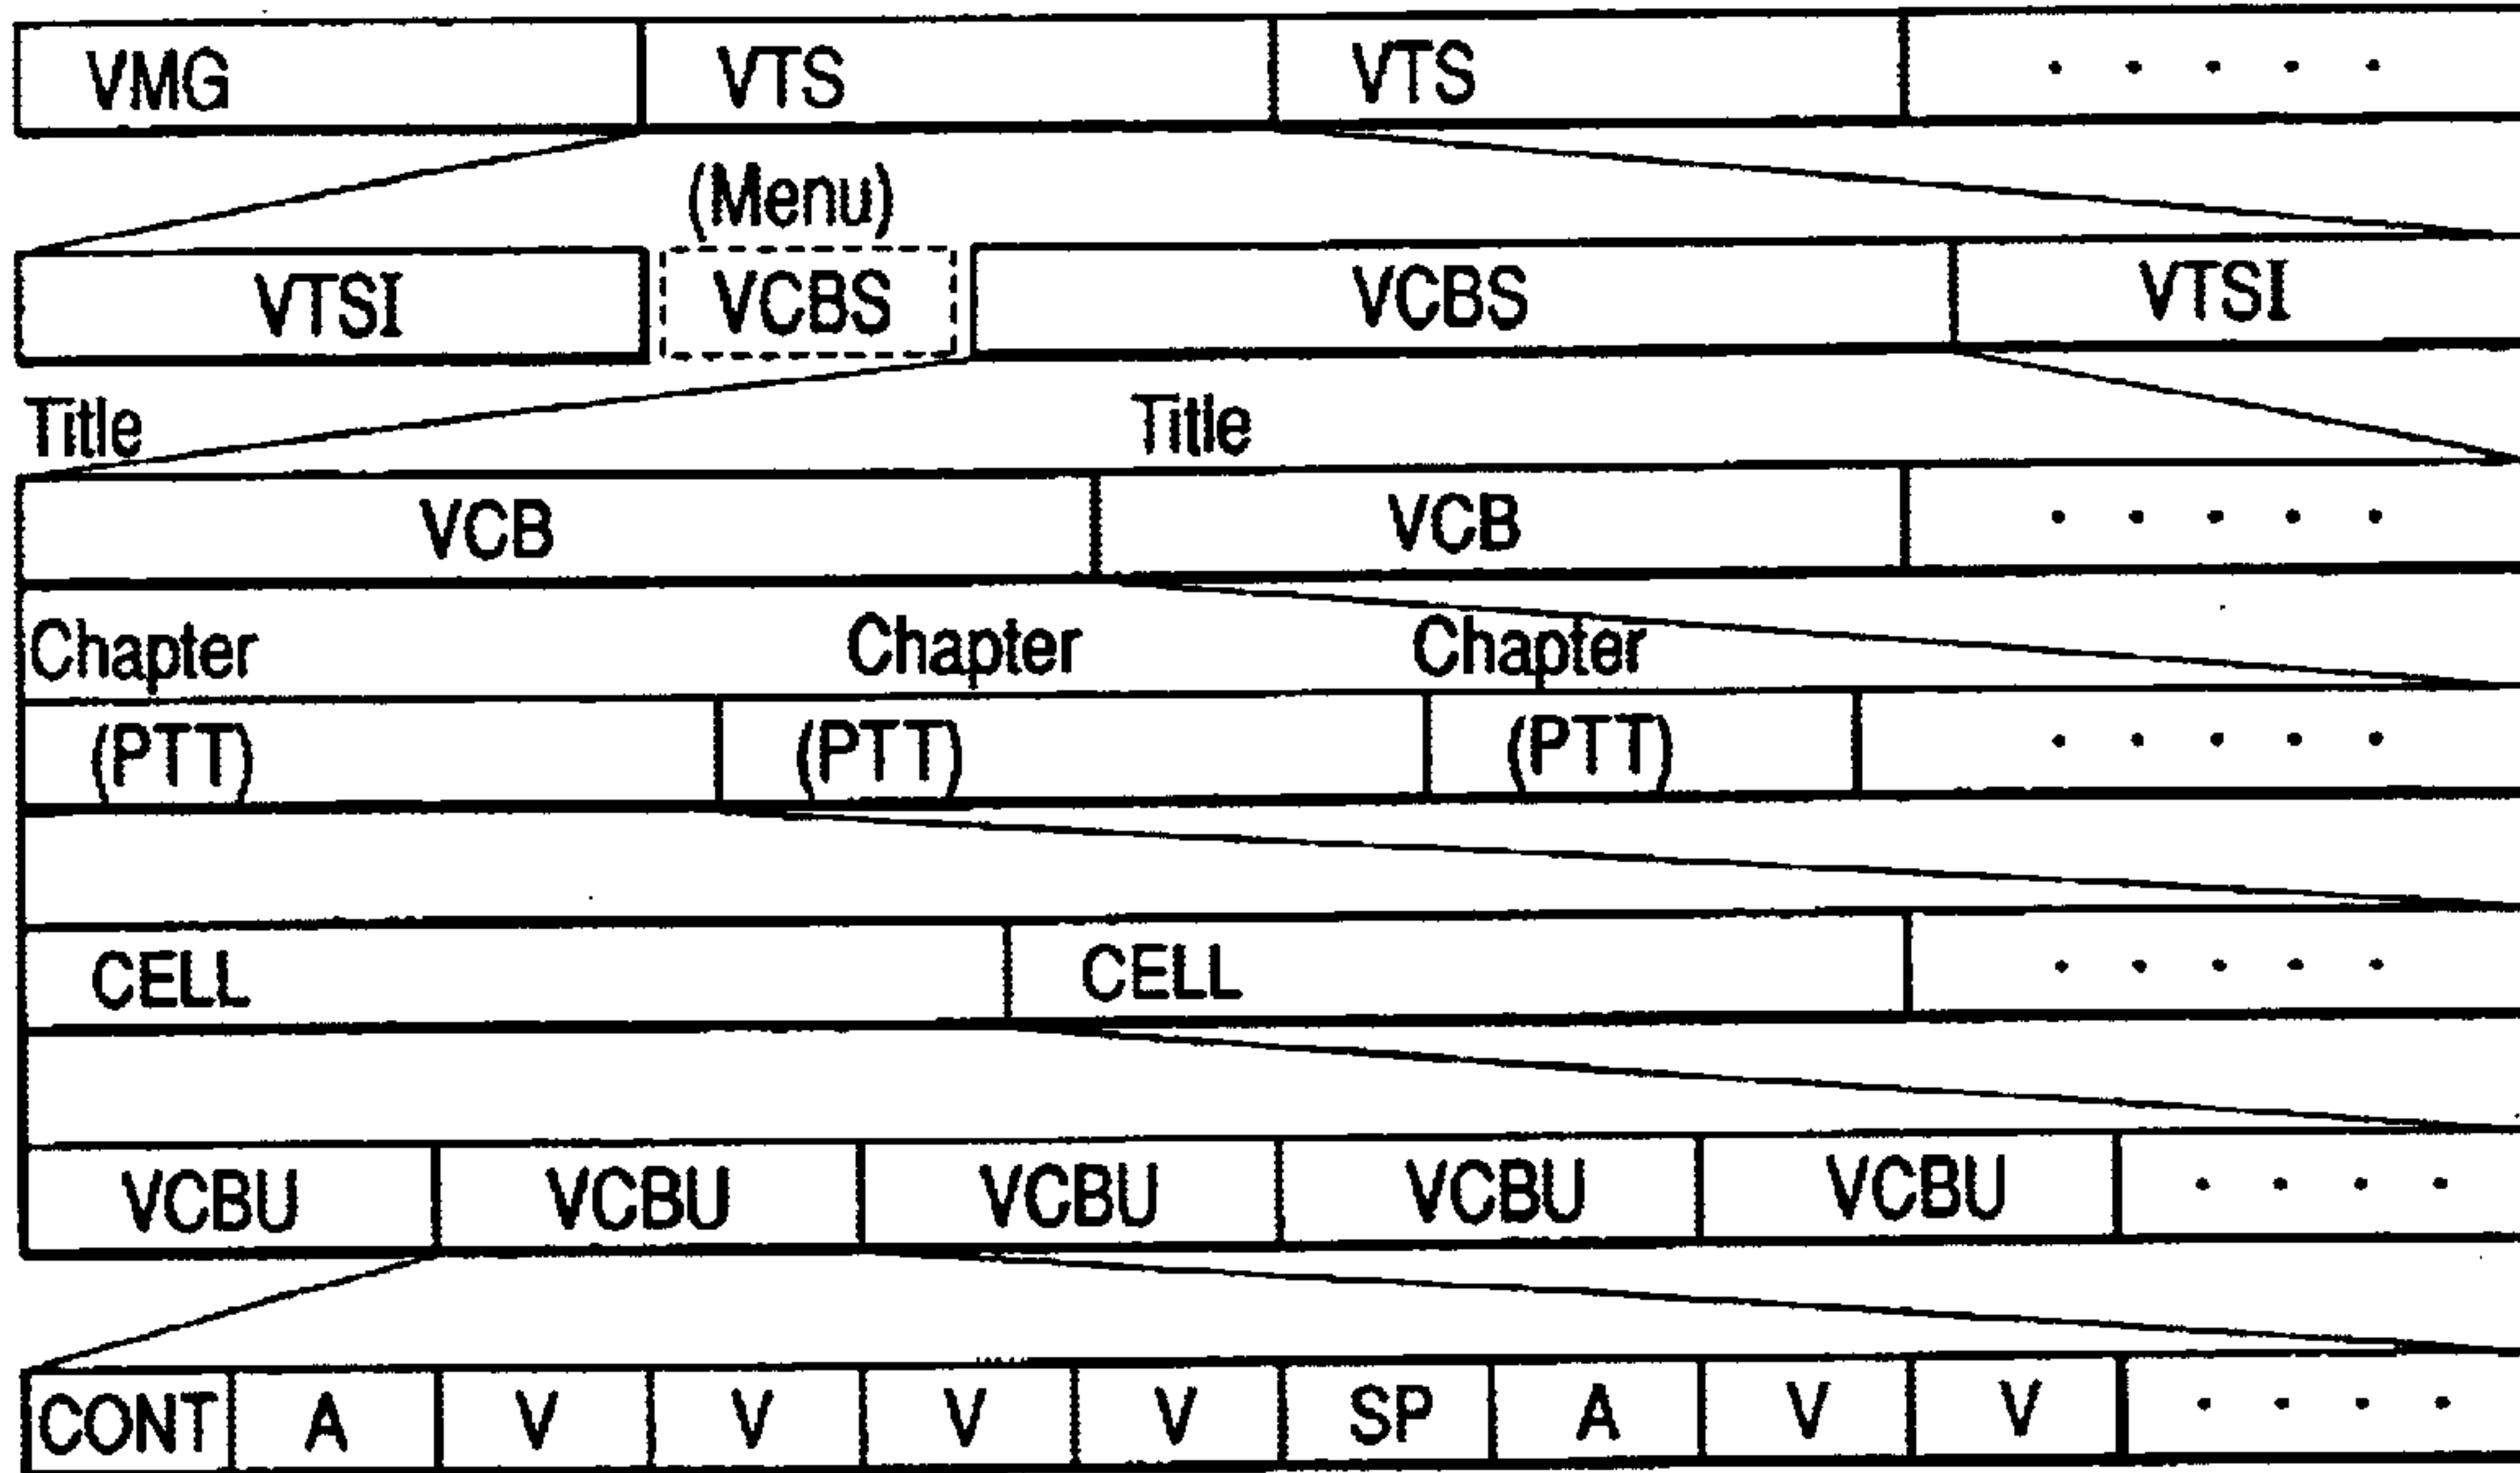 VMG VTS VTS . . . . .
(Menu)
VTSI VCBS VCBS VTSI
Title Title
VCB VCB . . . . .
Chapter Chapter Chapter
(PTT) (PTT) (PTT) . . . . .
CELL CELL . . . . .
VCBU VCBU VCBU VCBU VCBU . . . .
CONT A V V V V SP A V V . . . .